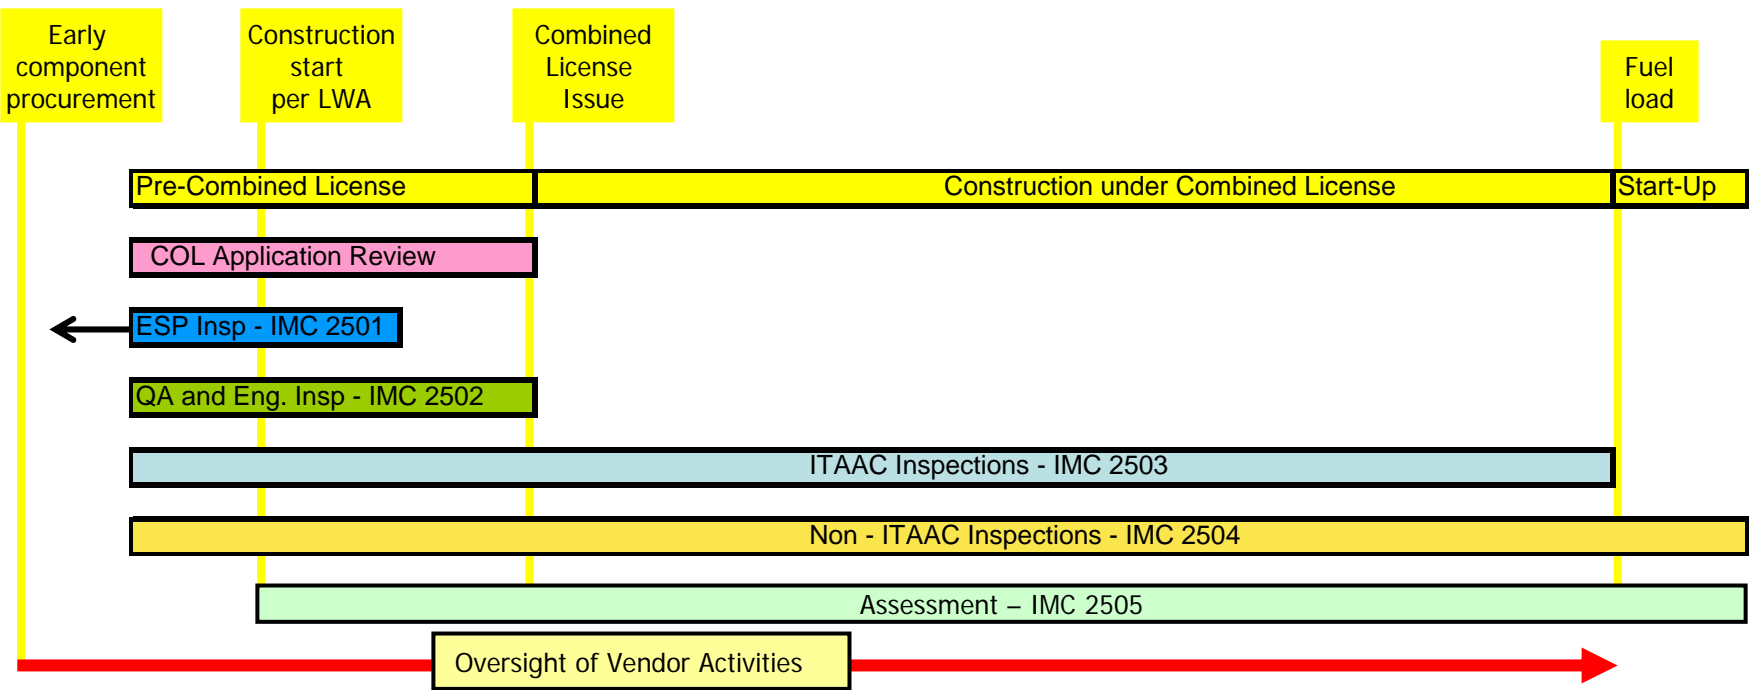 Early
component
procurement
Construction
start
per LWA
Combined
License
Issue
Fuel
load
Pre-Combined License
Construction under Combined License
Start-Up
COL Application Review
ESP Insp - IMC 2501
QA and Eng. Insp - IMC 2502
ITAAC Inspections - IMC 2503
Non - ITAAC Inspections - IMC 2504
Assessment – IMC 2505
Oversight of Vendor Activities